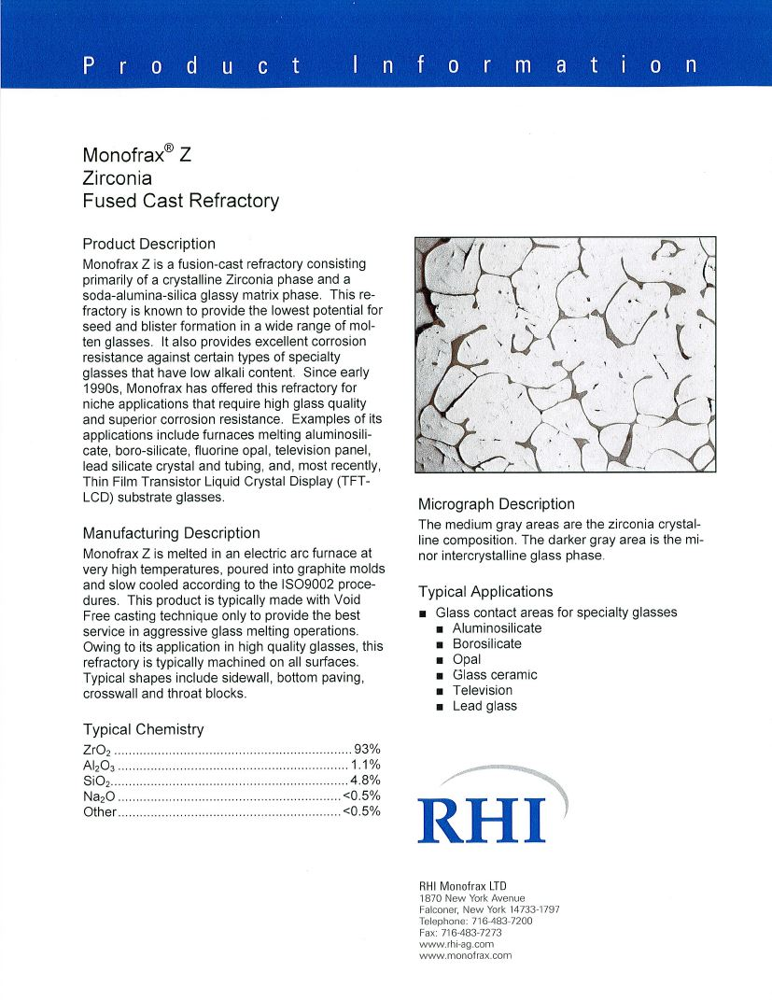 Product Information
Monofrax® Z
Zirconia
Fused Cast Refractory
Product Description
Monofrax Z is a fusion-cast refractory consisting
primarily of a crystalline Zirconia phase and a
soda-alumina-silica glassy matrix phase. This re-
fractory is known to provide the lowest potential for
seed and blister formation in a wide range of mol-
ten glasses. It also provides excellent corrosion
resistance against certain types of specialty
glasses that have low alkali content. Since early
1990s, Monofrax has offered this refractory for
niche applications that require high glass quality
and superior corrosion resistance. Examples of its
applications include furnaces melting aluminosili-
cate, boro-silicate, fluorine opal, television panel,
lead silicate crystal and tubing, and, most recently,
Thin Film Transistor Liquid Crystal Display (TFT-
LCD) substrate glasses.
Manufacturing Description
Monofrax Z is melted in an electric arc furnace at
very high temperatures, poured into graphite molds
and slow cooled according to the ISO9002 proce-
dures. This product is typically made with Void
Free casting technique only to provide the best
service in aggressive glass melting operations.
Owing to its application in high quality glasses, this
refractory is typically machined on all surfaces.
Typical shapes include sidewall, bottom paving,
crosswall and throat blocks.
Typical Chemistry
ZrO₂ ................................................................. 93%
Al₂O₃ ............................................................... 1.1%
SiO₂................................................................. 4.8%
Na₂O ............................................................. <0.5%
Other............................................................. <0.5%
Micrograph Description
The medium gray areas are the zirconia crystal-
line composition. The darker gray area is the mi-
nor intercrystalline glass phase.
Typical Applications
■ Glass contact areas for specialty glasses
■ Aluminosilicate
■ Borosilicate
■ Opal
■ Glass ceramic
■ Television
■ Lead glass
RHI
RHI Monofrax LTD
1870 New York Avenue
Falconer, New York 14733-1797
Telephone: 716-483-7200
Fax: 716-483-7273
www.rhi-ag.com
www.monofrax.com